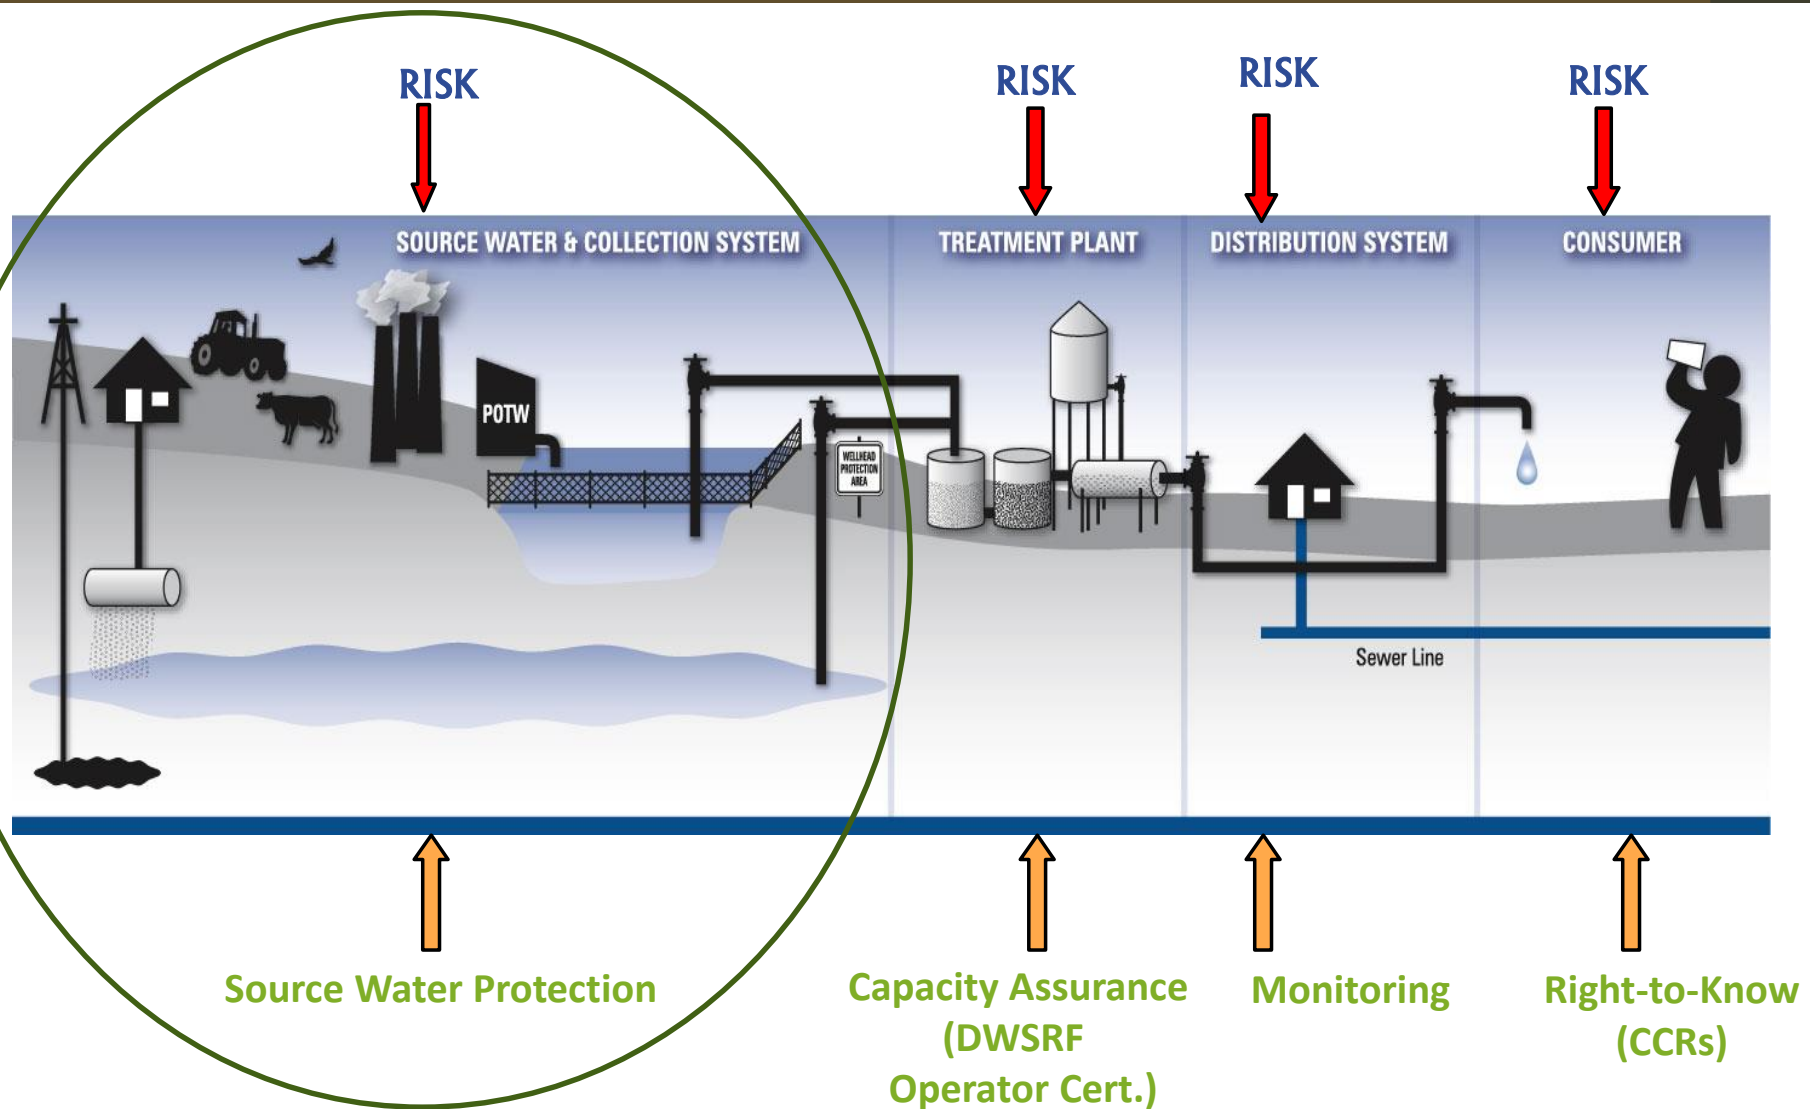 RISK
RISK
RISK
RISK
SOURCE WATER & COLLECTION SYSTEM
TREATMENT PLANT
DISTRIBUTION SYSTEM
CONSUMER
POTW
WELLHEAD
PROTECTION
AREA
Sewer Line
Source Water Protection
Capacity Assurance
(DWSRF
Operator Cert.)
Monitoring
Right-to-Know
(CCRs)